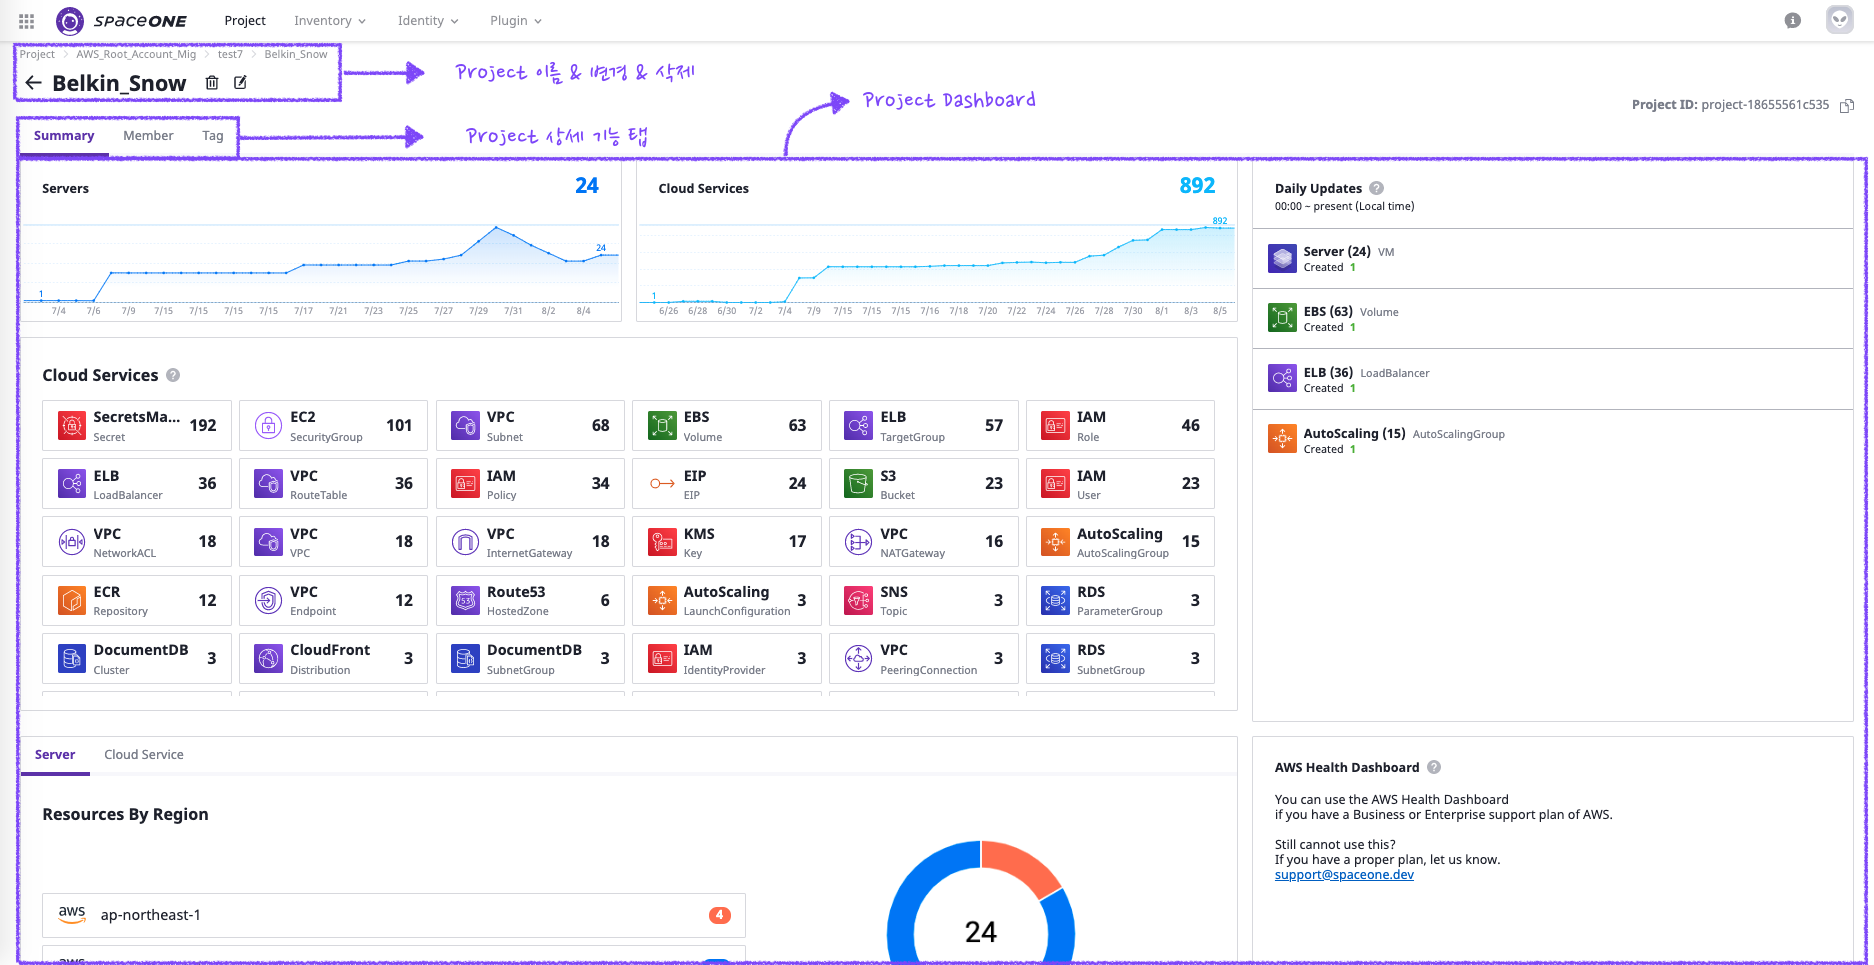 spaceONE Project Inventory Identity Plugin
Project > AWS_Root_Account_Mig > test7 > Belkin_Snow
Belkin_Snow
Project 이름 & 변경 & 삭제
Project Dashboard
Project ID: project-18655561c535
Summary Member Tag
Project 상세 기능 탭
Servers 24
24
1
7/4 7/6 7/9 7/15 7/15 7/15 7/15 7/17 7/21 7/23 7/25 7/27 7/29 7/31 8/2 8/4
Cloud Services 892
892
1
6/26 6/28 6/30 7/2 7/4 7/9 7/15 7/15 7/15 7/16 7/18 7/20 7/22 7/24 7/26 7/28 7/30 8/1 8/3 8/5
Daily Updates ?
00:00 ~ present (Local time)
Server (24) VM
Created 1
EBS (63) Volume
Created 1
ELB (36) LoadBalancer
Created 1
AutoScaling (15) AutoScalingGroup
Created 1
Cloud Services ?
SecretsMa... Secret 192
EC2 SecurityGroup 101
VPC Subnet 68
EBS Volume 63
ELB TargetGroup 57
IAM Role 46
ELB LoadBalancer 36
VPC RouteTable 36
IAM Policy 34
EIP EIP 24
S3 Bucket 23
IAM User 23
VPC NetworkACL 18
VPC VPC 18
VPC InternetGateway 18
KMS Key 17
VPC NATGateway 16
AutoScaling AutoScalingGroup 15
ECR Repository 12
VPC Endpoint 12
Route53 HostedZone 6
AutoScaling LaunchConfiguration 3
SNS Topic 3
RDS ParameterGroup 3
DocumentDB Cluster 3
CloudFront Distribution 3
DocumentDB SubnetGroup 3
IAM IdentityProvider 3
VPC PeeringConnection 3
RDS SubnetGroup 3
Server Cloud Service
Resources By Region
aws ap-northeast-1 4
aws
24
AWS Health Dashboard ?
You can use the AWS Health Dashboard
if you have a Business or Enterprise support plan of AWS.
Still cannot use this?
If you have a proper plan, let us know.
support@spaceone.dev